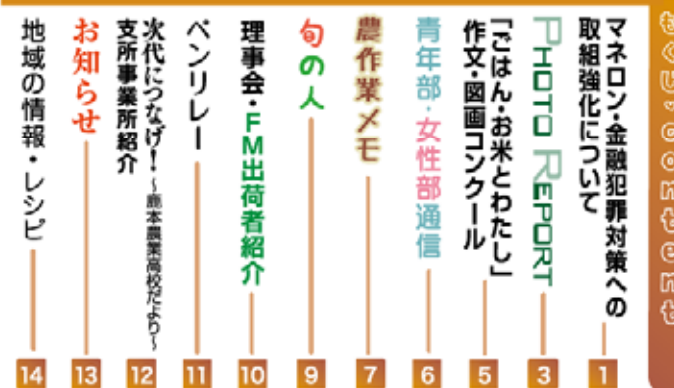 もくじ・content
マネロン・金融犯罪対策への
取組強化について
1
PHOTO REPORT
3
「ごはん・お米とわたし」
作文・図画コンクール
5
青年部・女性部通信
6
農作業メモ
7
旬の人
9
理事会・FM出荷者紹介
10
ペンリレー
11
次代につなげ！～鹿本農業高校だより～
支所事業所紹介
12
お知らせ
13
地域の情報・レシピ
14